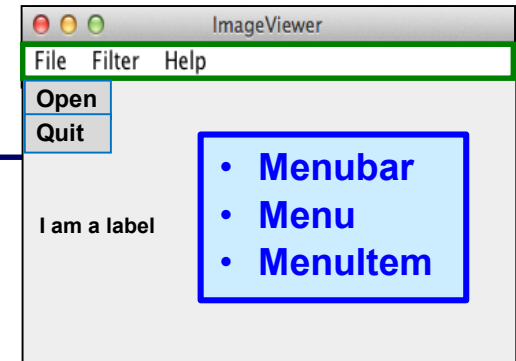 ImageViewer
File Filter Help
Open
Quit
I am a label
• Menubar
• Menu
• MenuItem